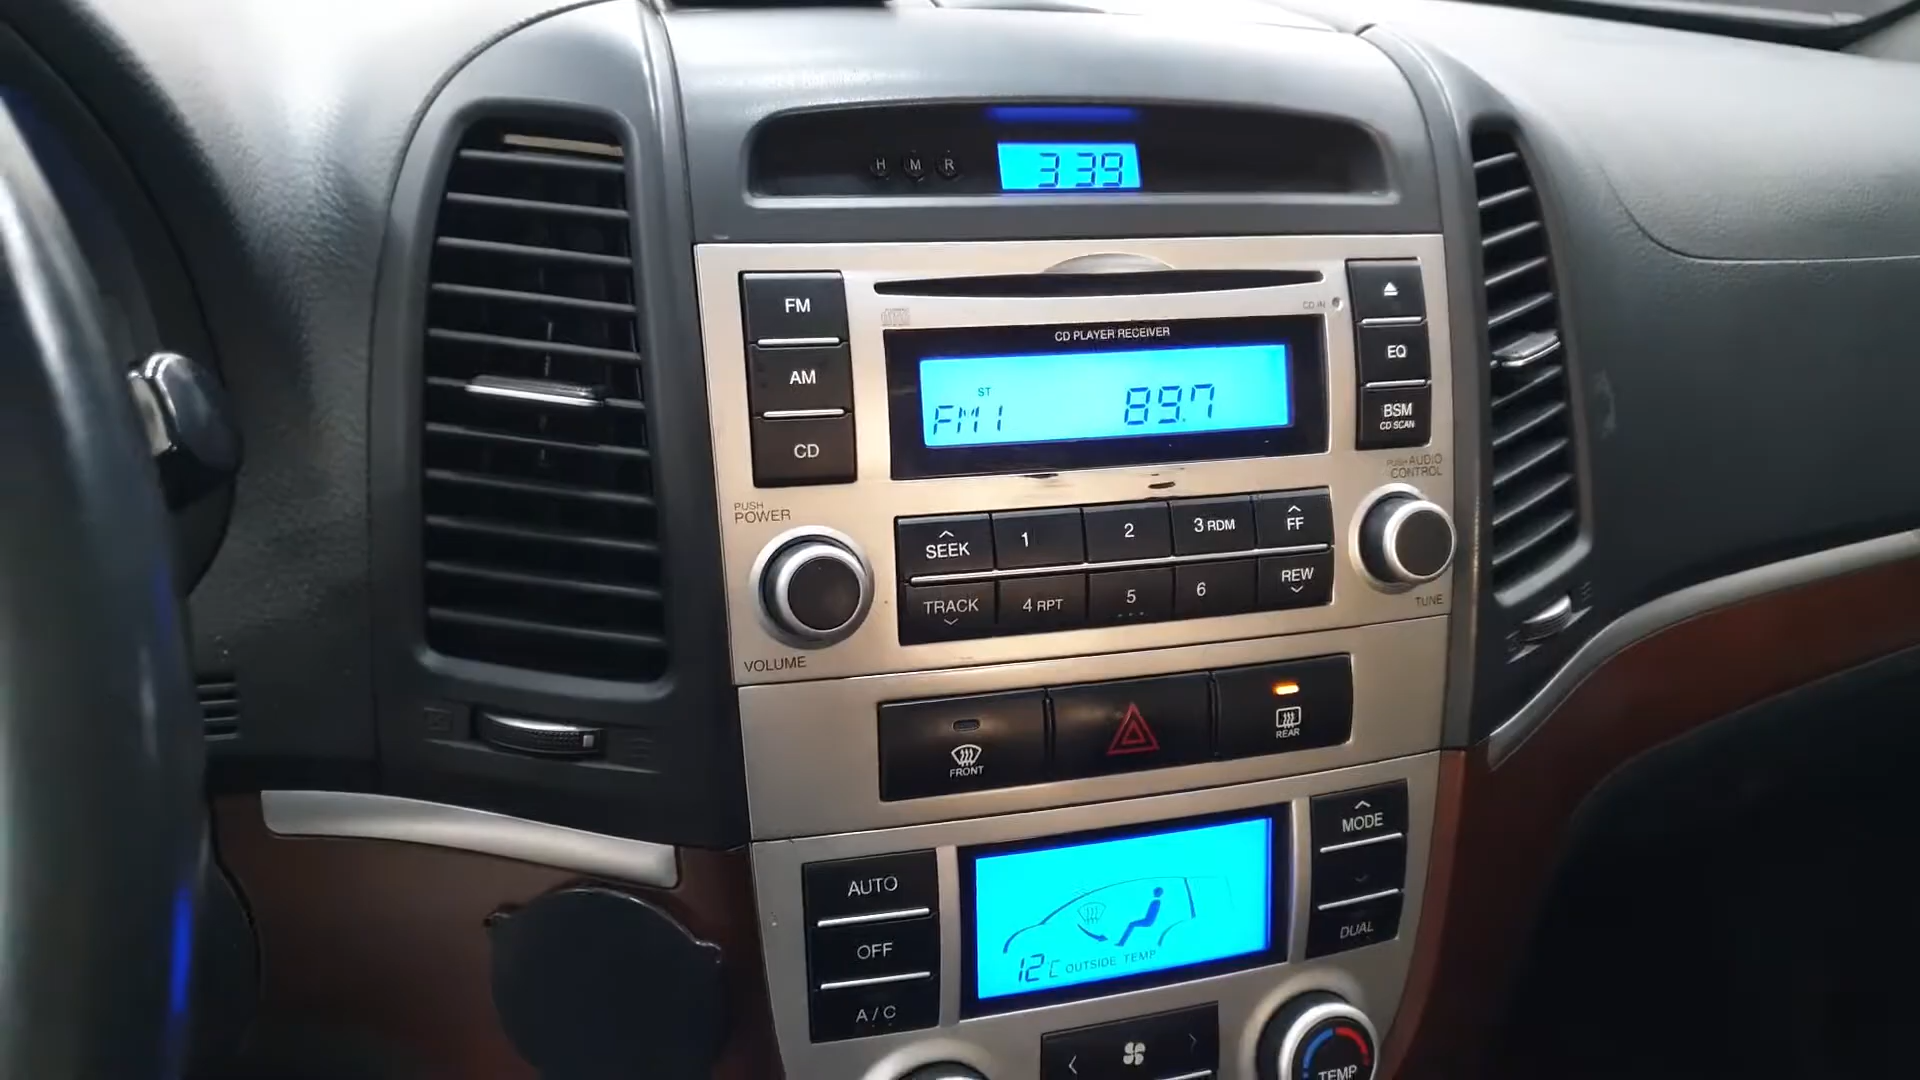 H M R
3 39
FM
AM
CD
CD IN
CD PLAYER RECEIVER
ST
FM1 89.7
EQ
BSM
CD SCAN
PUSH
POWER
VOLUME
PUSH AUDIO
CONTROL
TUNE
SEEK 1 2 3 RDM FF
TRACK 4 RPT 5 6 REW
FRONT
REAR
AUTO
OFF
A/C
12°C OUTSIDE TEMP
MODE
DUAL
TEMP